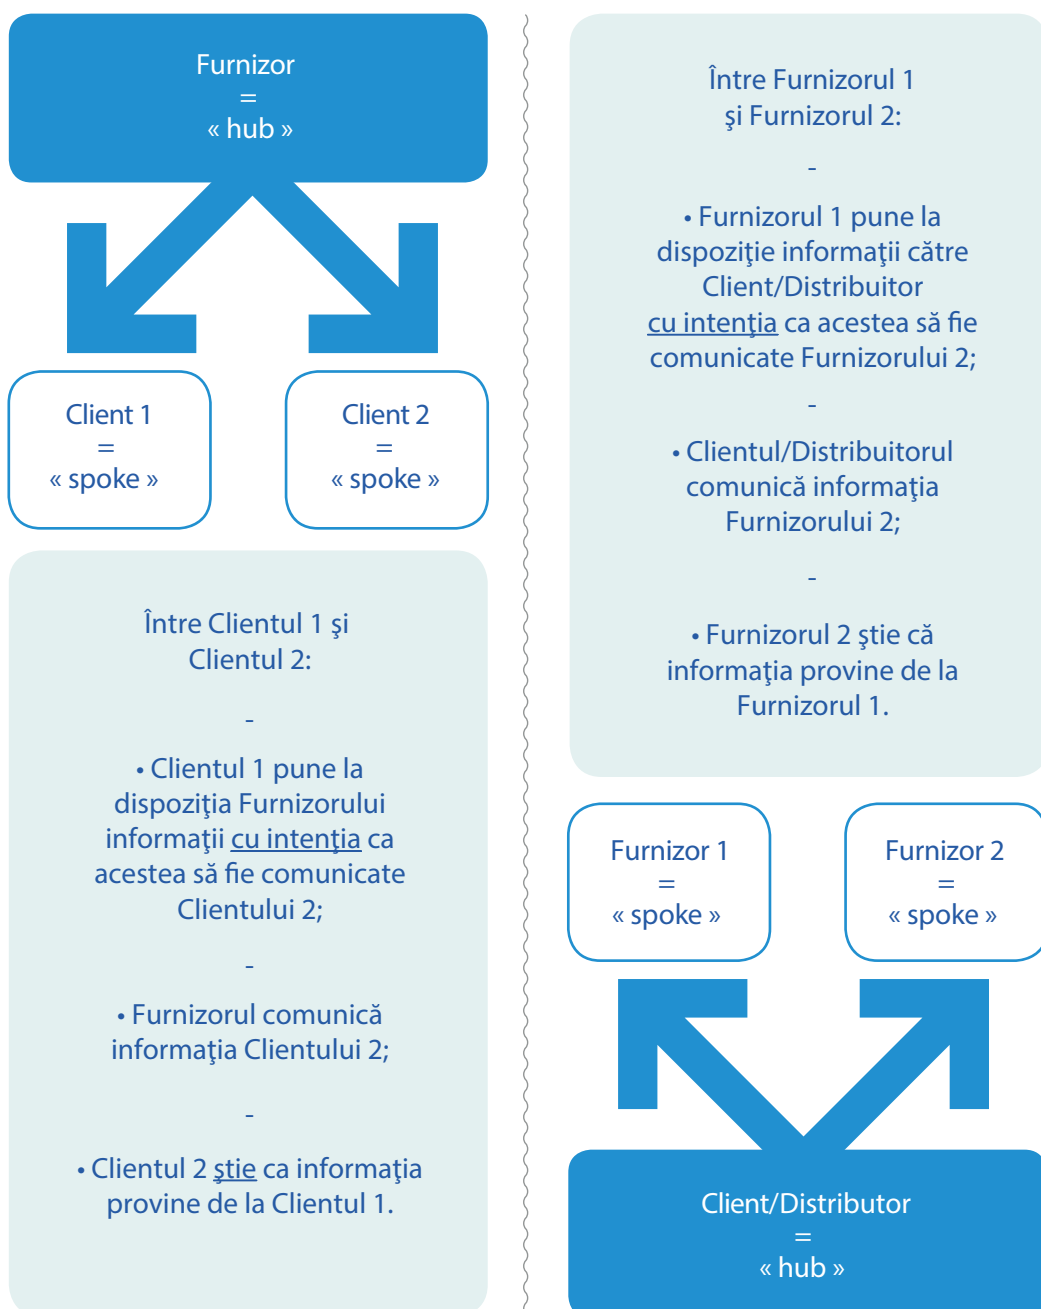 Furnizor
=
« hub »
Client 1
=
« spoke »
Client 2
=
« spoke »
Între Clientul 1 şi
Clientul 2:
-
• Clientul 1 pune la
dispoziţia Furnizorului
informaţii cu intenţia ca
acestea să fie comunicate
Clientului 2;
-
• Furnizorul comunică
informaţia Clientului 2;
-
• Clientul 2 ştie ca informaţia
provine de la Clientul 1.
Între Furnizorul 1
şi Furnizorul 2:
-
• Furnizorul 1 pune la
dispoziţie informaţii către
Client/Distribuitor
cu intenţia ca acestea să fie
comunicate Furnizorului 2;
-
• Clientul/Distribuitorul
comunică informaţia
Furnizorului 2;
-
• Furnizorul 2 ştie că
informaţia provine de la
Furnizorul 1.
Furnizor 1
=
« spoke »
Furnizor 2
=
« spoke »
Client/Distributor
=
« hub »